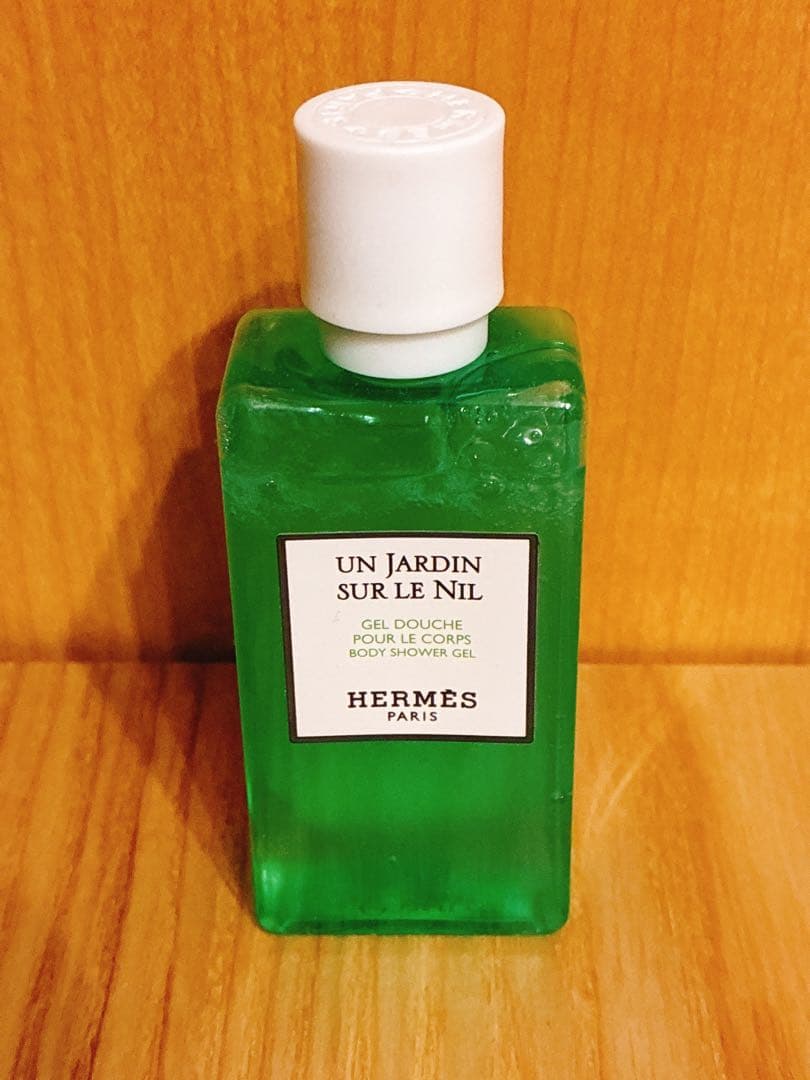 UN JARDIN
SUR LE NIL
GEL DOUCHE
POUR LE CORPS
BODY SHOWER GEL
HERMÈS
PARIS